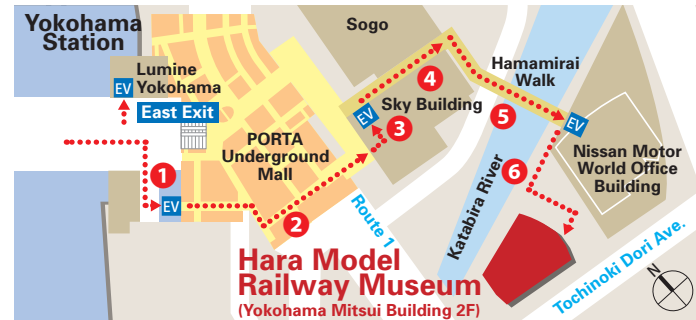 Yokohama
Station
Lumine
Yokohama
EV
East Exit
1
EV
PORTA
Underground
Mall
2
Sogo
4
Sky Building
EV
3
Route 1
Hamamirai
Walk
5
EV
6
Katabira River
Nissan Motor
World Office
Building
Hara Model
Railway Museum
(Yokohama Mitsui Building 2F)
Tochinoki Dori Ave.
N